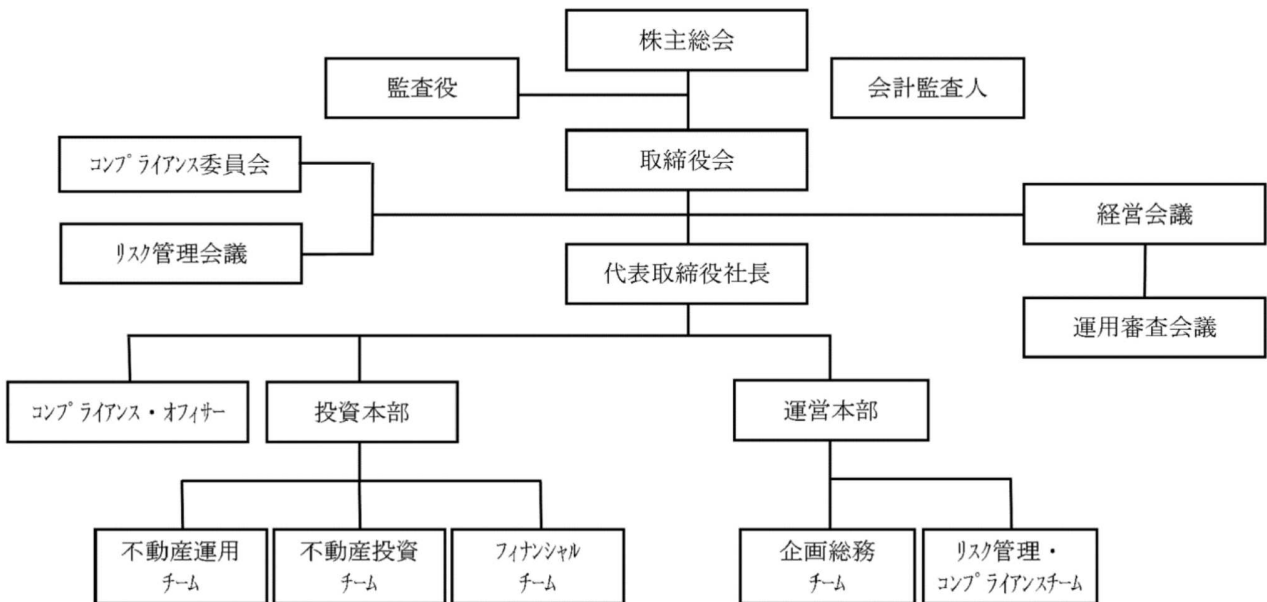 株主総会
監査役
会計監査人
ｺﾝﾌﾟﾗｲｱﾝｽ委員会
取締役会
経営会議
ﾘｽｸ管理会議
代表取締役社長
運用審査会議
ｺﾝﾌﾟﾗｲｱﾝｽ・ｵﾌｨｻｰ
投資本部
運営本部
不動産運用
ﾁｰﾑ
不動産投資
ﾁｰﾑ
ﾌｨﾅﾝｼｬﾙ
ﾁｰﾑ
企画総務
ﾁｰﾑ
ﾘｽｸ管理・
ｺﾝﾌﾟﾗｲｱﾝｽﾁｰﾑ